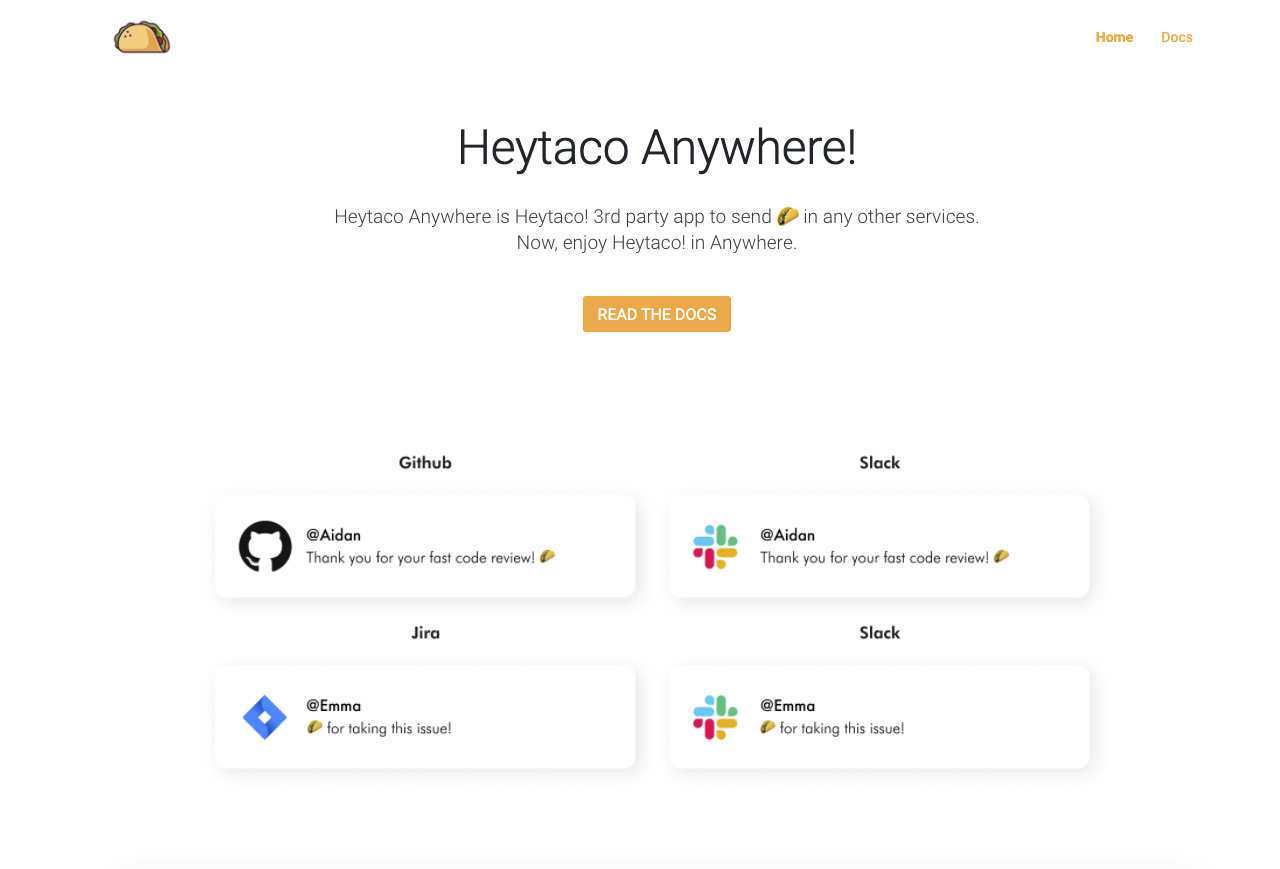 Home Docs
Heytaco Anywhere!
Heytaco Anywhere is Heytaco! 3rd party app to send 🌮 in any other services.
Now, enjoy Heytaco! in Anywhere.
READ THE DOCS
Github Slack
@Aidan @Aidan
Thank you for your fast code review! 🌮 Thank you for your fast code review! 🌮
Jira Slack
@Emma @Emma
🌮 for taking this issue! 🌮 for taking this issue!